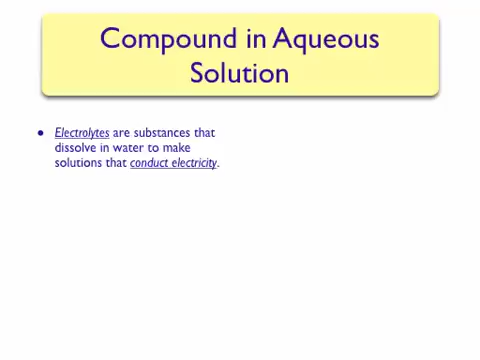 Compound in Aqueous
Solution
• Electrolytes are substances that
dissolve in water to make
solutions that conduct electricity.